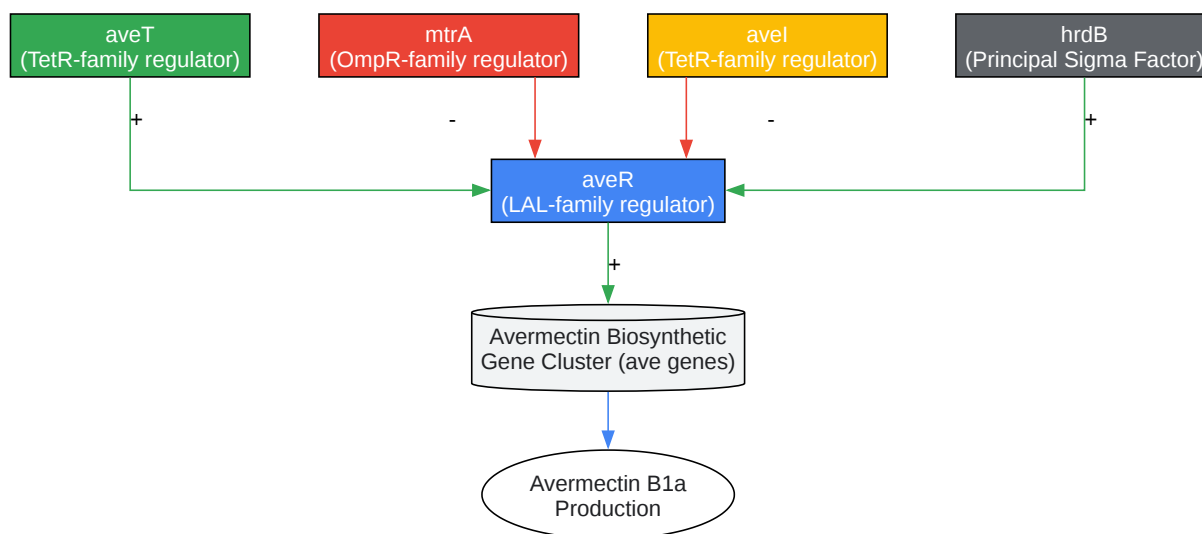 aveT
(TetR-family regulator)
mtrA
(OmpR-family regulator)
aveI
(TetR-family regulator)
hrdB
(Principal Sigma Factor)
+
-
-
+
aveR
(LAL-family regulator)
+
Avermectin Biosynthetic
Gene Cluster (ave genes)
Avermectin B1a
Production